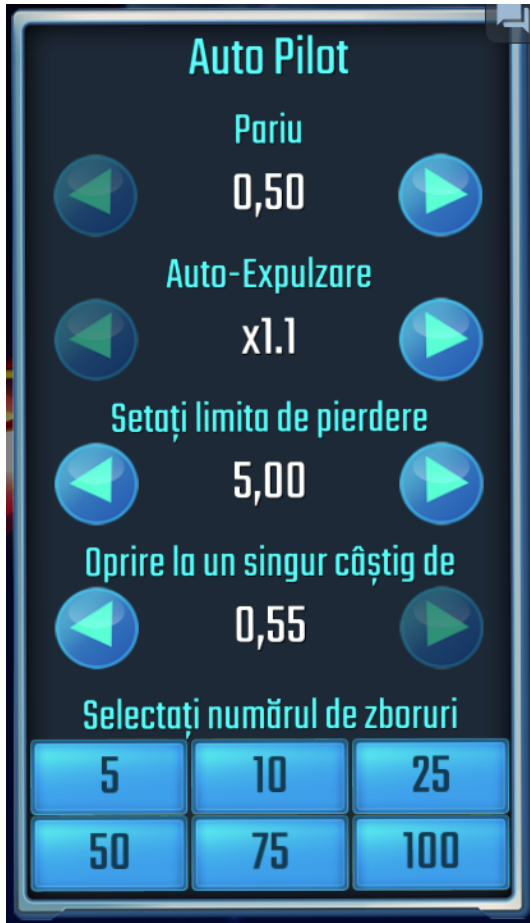 Auto Pilot
Pariu
0,50
Auto-Expulzare
x1.1
Setați limita de pierdere
5,00
Oprire la un singur câștig de
0,55
Selectați numărul de zboruri
5 10 25
50 75 100